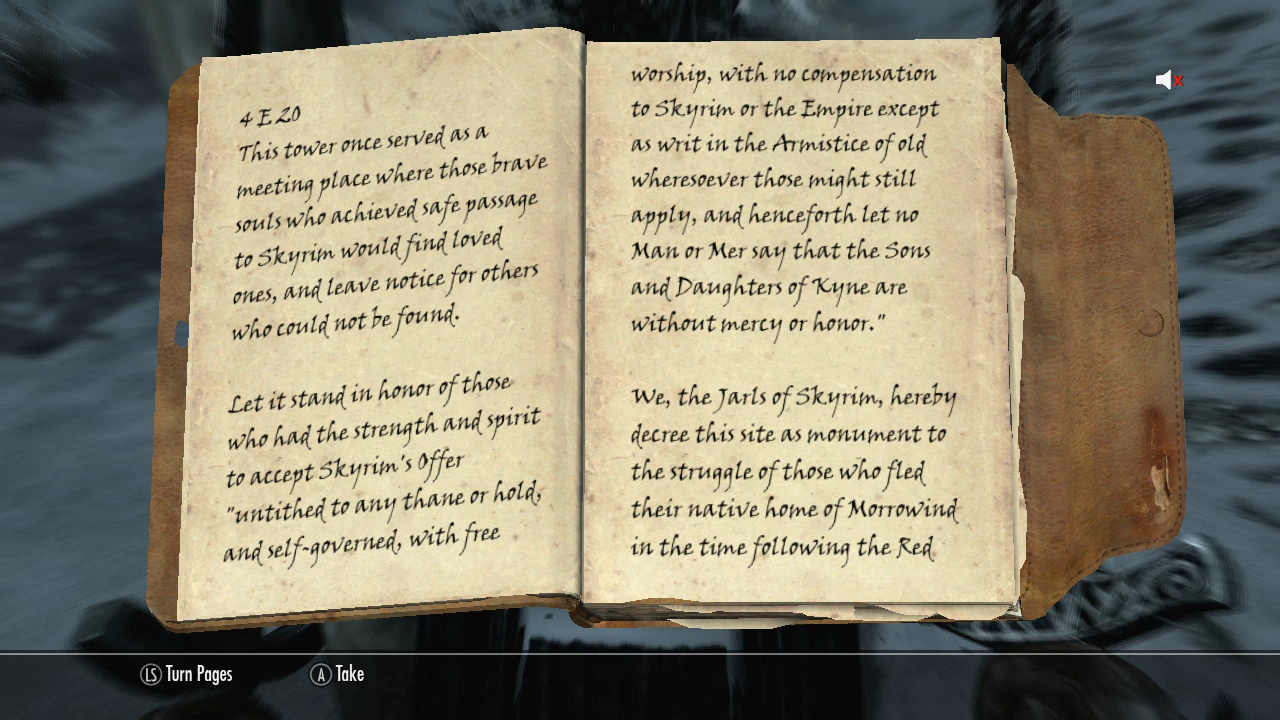 4 E 20
This tower once served as a
meeting place where those brave
souls who achieved safe passage
to Skyrim would find loved
ones, and leave notice for others
who could not be found.
Let it stand in honor of those
who had the strength and spirit
to accept Skyrim's Offer
"untithed to any thane or hold,
and self-governed, with free
worship, with no compensation
to Skyrim or the Empire except
as writ in the Armistice of old
wheresoever those might still
apply, and henceforth let no
Man or Mer say that the Sons
and Daughters of Kyne are
without mercy or honor."
We, the Jarls of Skyrim, hereby
decree this site as monument to
the struggle of those who fled
their native home of Morrowind
in the time following the Red
LS Turn Pages
A Take